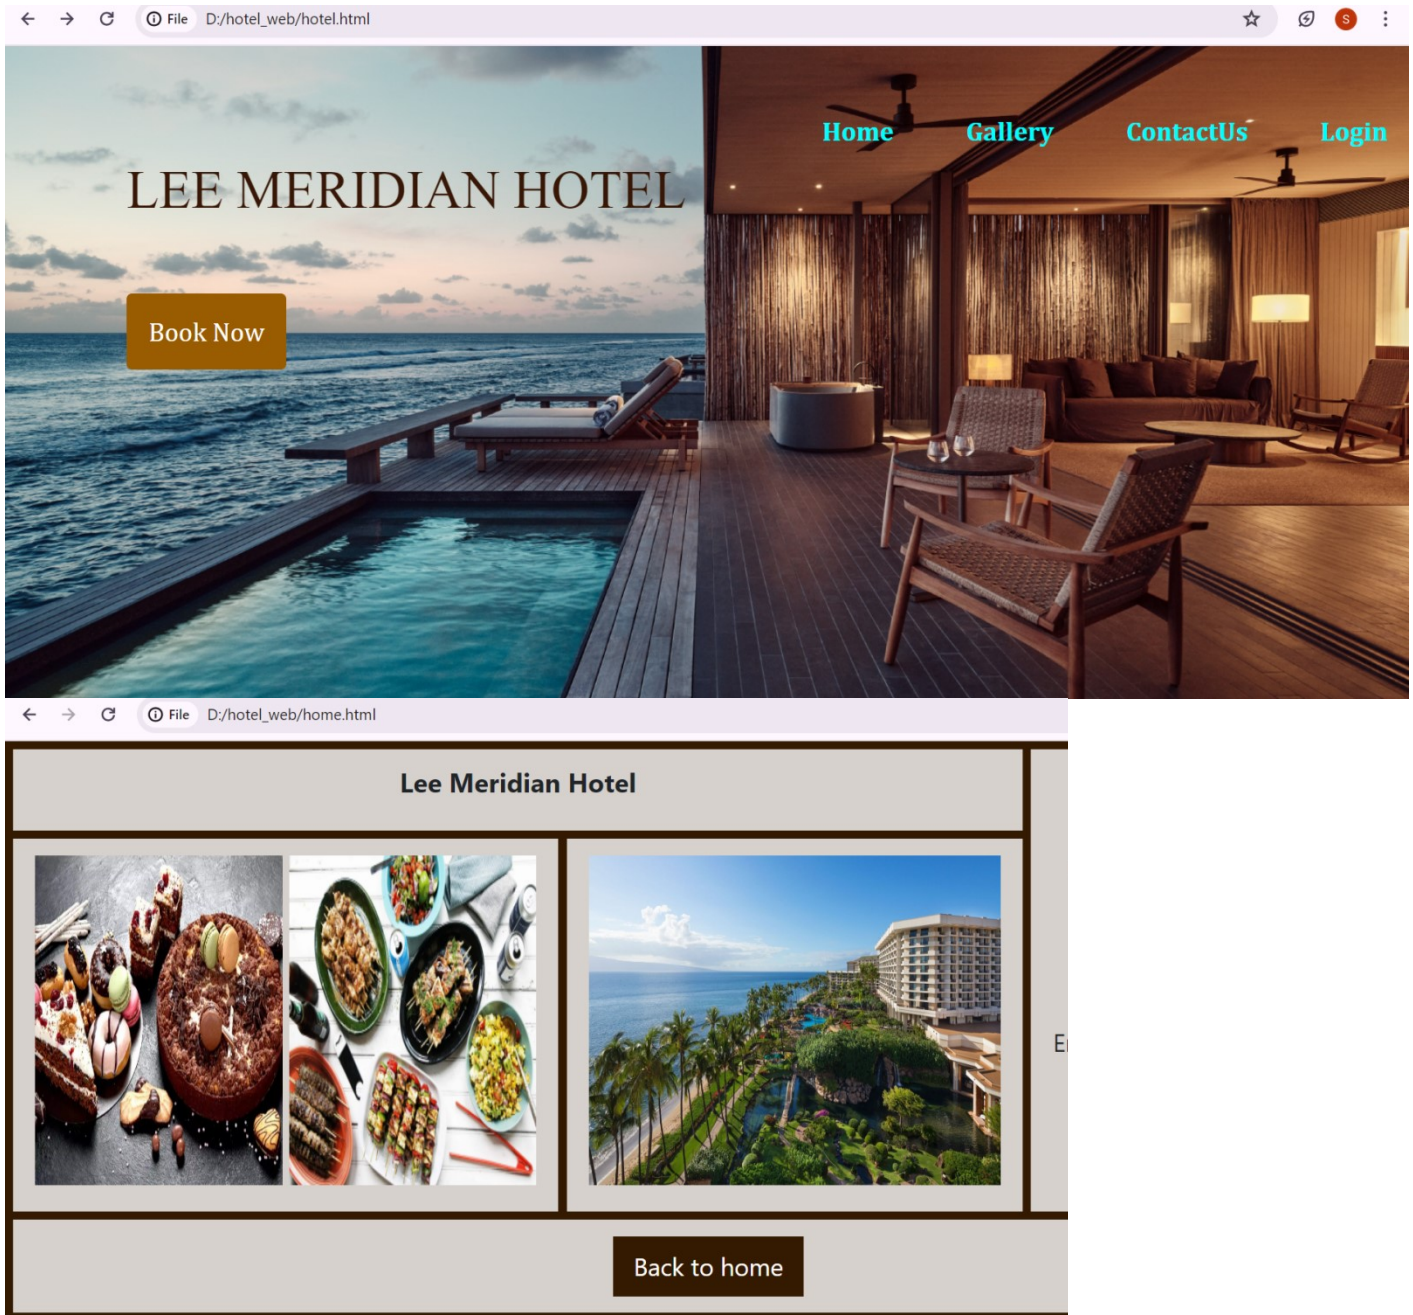 File D:/hotel_web/hotel.html S
Home Gallery ContactUs Login
LEE MERIDIAN HOTEL
Book Now
File D:/hotel_web/home.html
Lee Meridian Hotel
Back to home